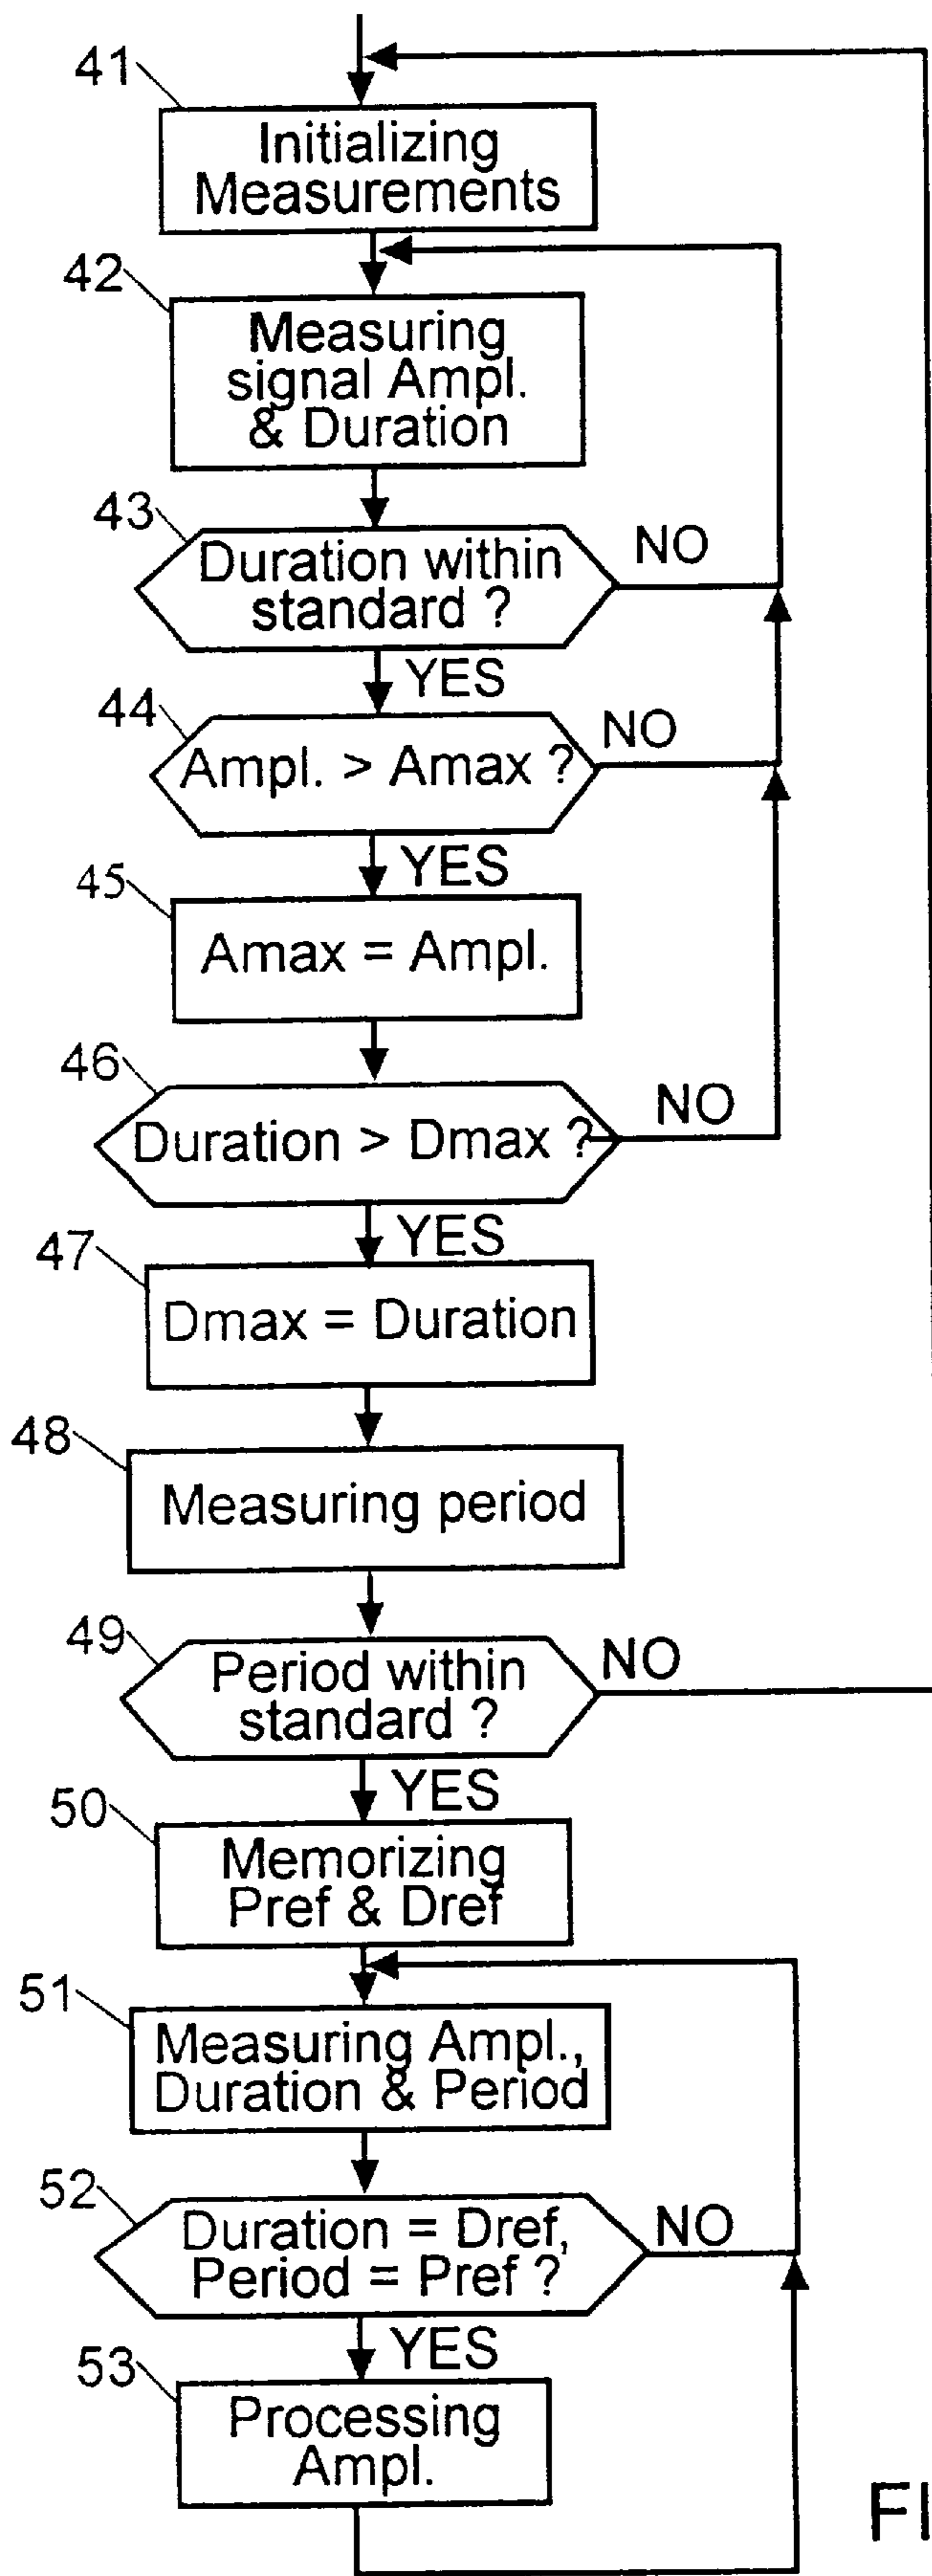 41
Initializing
Measurements
42
Measuring
signal Ampl.
& Duration
43
Duration within
standard ?
NO
YES
44
Ampl. > Amax ?
NO
YES
45
Amax = Ampl.
46
Duration > Dmax ?
NO
YES
47
Dmax = Duration
48
Measuring period
49
Period within
standard ?
NO
YES
50
Memorizing
Pref & Dref
51
Measuring Ampl.,
Duration & Period
52
Duration = Dref,
Period = Pref ?
NO
YES
53
Processing
Ampl.
FI